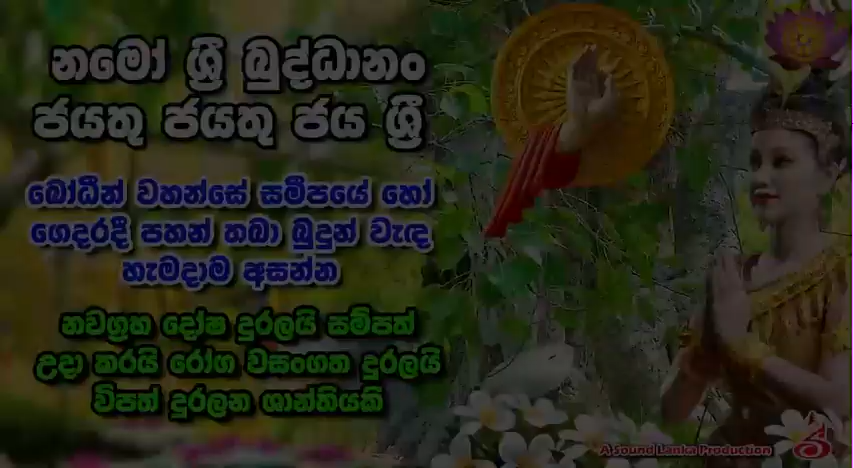 නමෝ ශ්‍රී බුද්ධානං
ජයතු ජයතු ජය ශ්‍රී
බෝධීන් වහන්සේ සමීපයේ හෝ
ගෙදරදී පහන් තබා බුදුන් වැඳ
හැමදාම අසන්න
නවග්‍රහ දෝෂ දුරලයි සම්පත්
උදා කරයි රෝග වසංගත දුරලයි
විපත් දුරලන ශාන්තියකි
A Sound Lanka Production